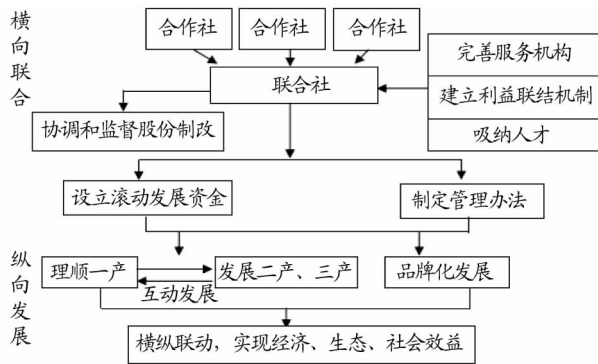 横向联合
合作社 合作社 合作社
完善服务机构
联合社
建立利益联结机制
协调和监督股份制改
吸纳人才
设立滚动发展资金 制定管理办法
纵向发展
理顺一产 发展二产、三产 品牌化发展
互动发展
横纵联动，实现经济、生态、社会效益